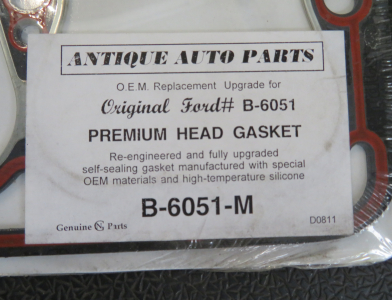 ANTIQUE AUTO PARTS
O.E.M. Replacement Upgrade for
Original Ford# B-6051
PREMIUM HEAD GASKET
Re-engineered and fully upgraded
self-sealing gasket manufactured with special
OEM materials and high-temperature silicone
B-6051-M
Genuine Parts
D0811